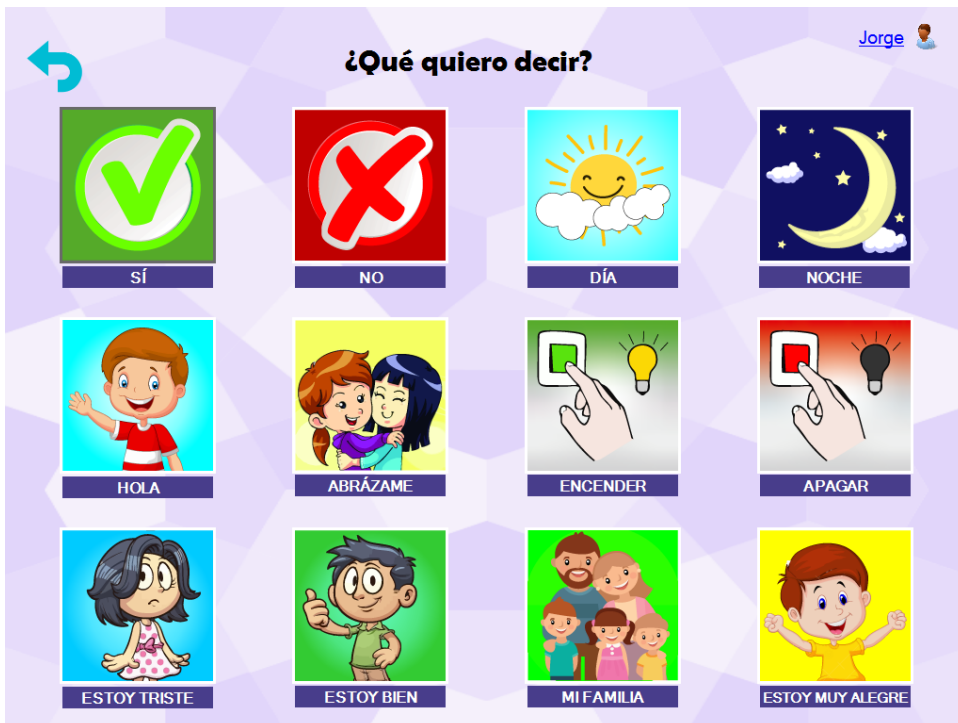 Jorge
¿Qué quiero decir?
SÍ
NO
DÍA
NOCHE
HOLA
ABRÁZAME
ENCENDER
APAGAR
ESTOY TRISTE
ESTOY BIEN
MI FAMILIA
ESTOY MUY ALEGRE